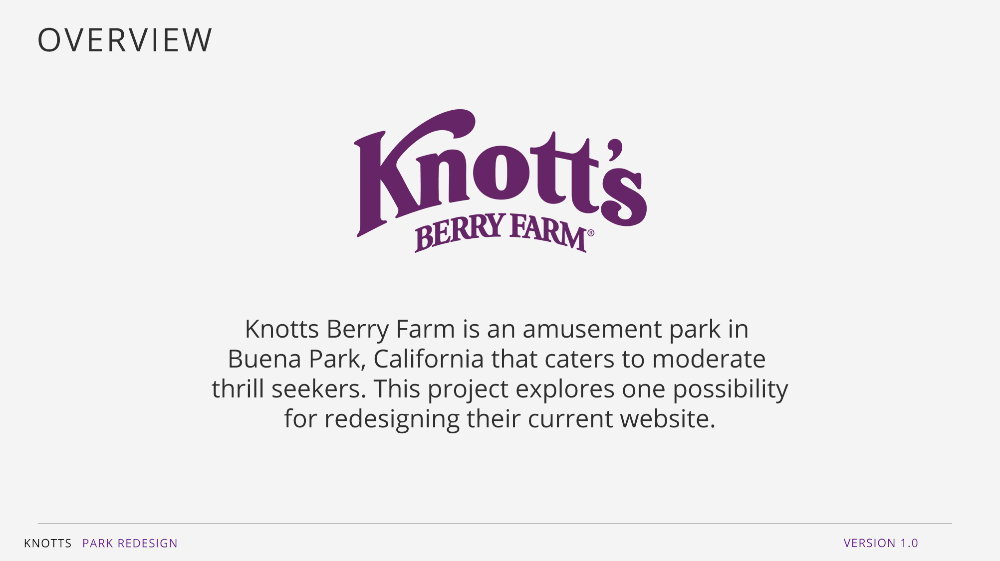 OVERVIEW
Knott's
BERRY FARM®
Knotts Berry Farm is an amusement park in
Buena Park, California that caters to moderate
thrill seekers. This project explores one possibility
for redesigning their current website.
KNOTTS PARK REDESIGN
VERSION 1.0